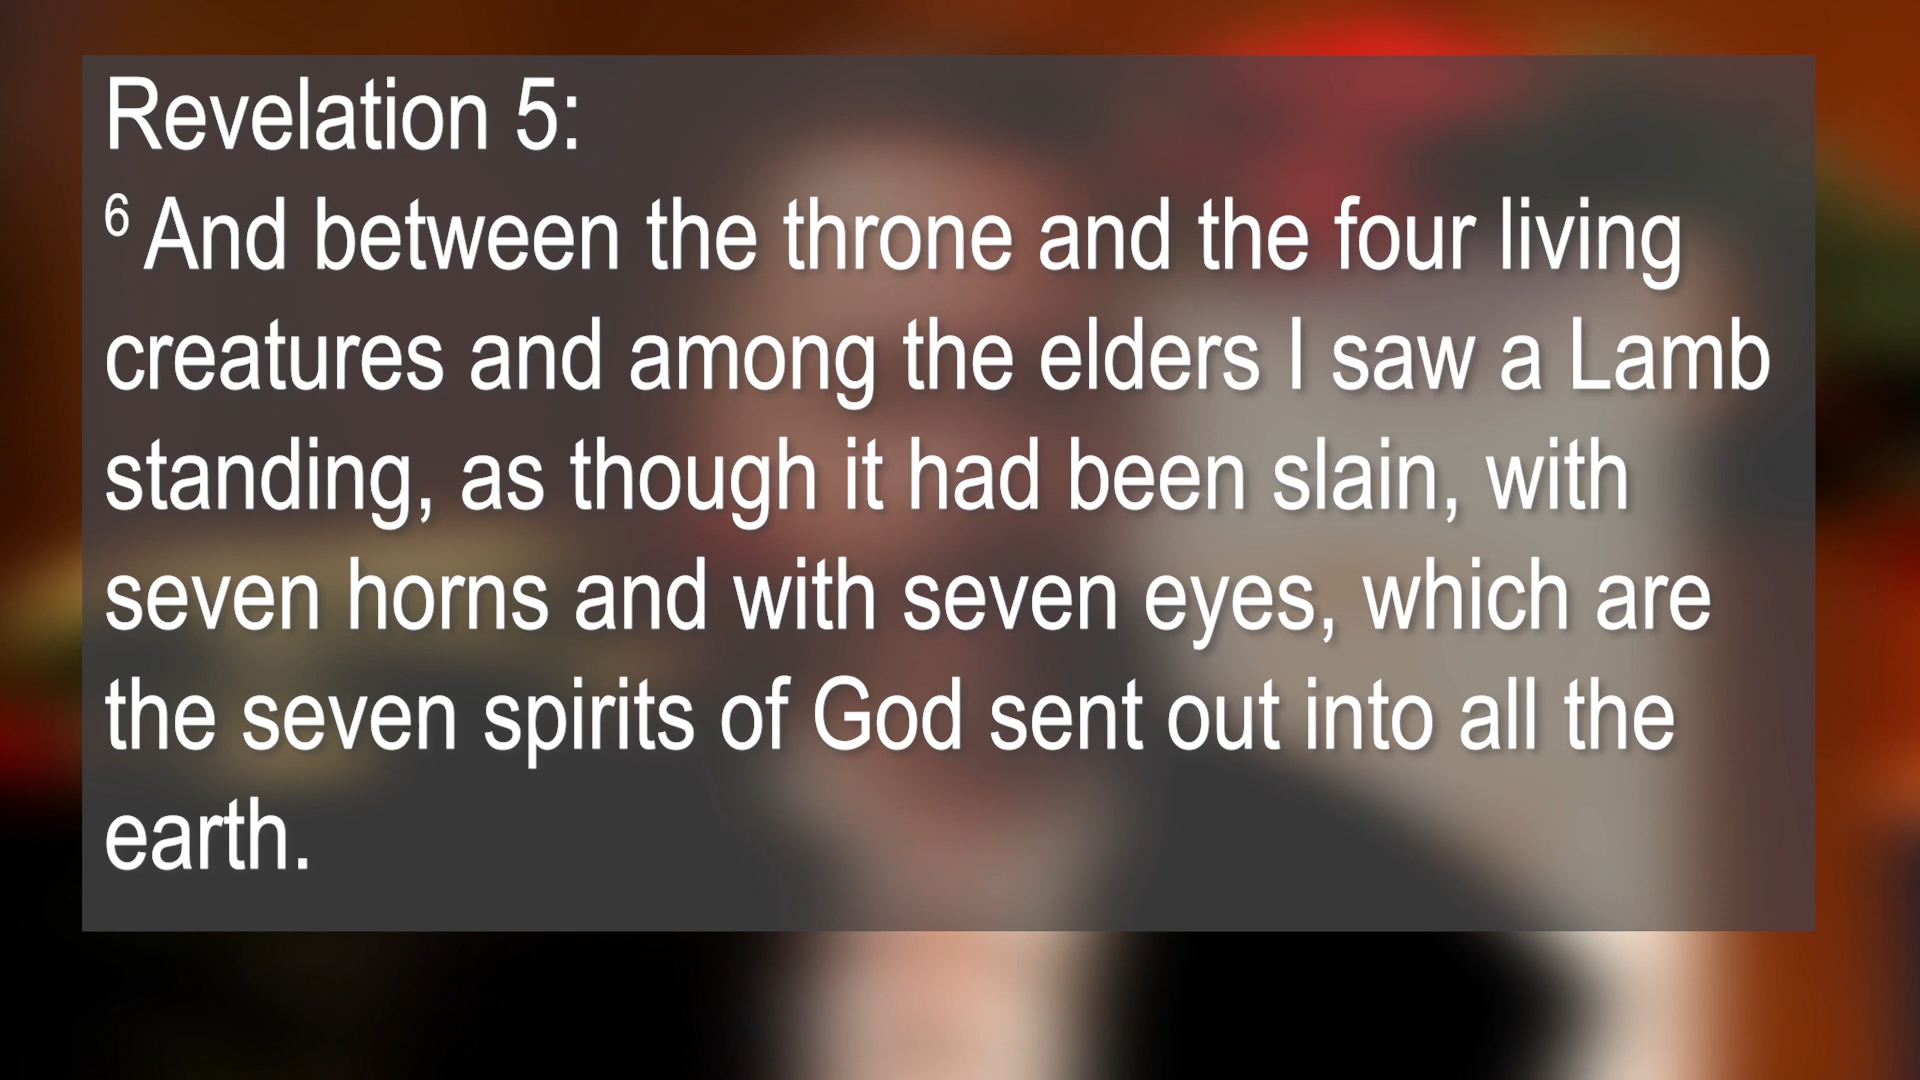 Revelation 5:
6 And between the throne and the four living
creatures and among the elders I saw a Lamb
standing, as though it had been slain, with
seven horns and with seven eyes, which are
the seven spirits of God sent out into all the
earth.